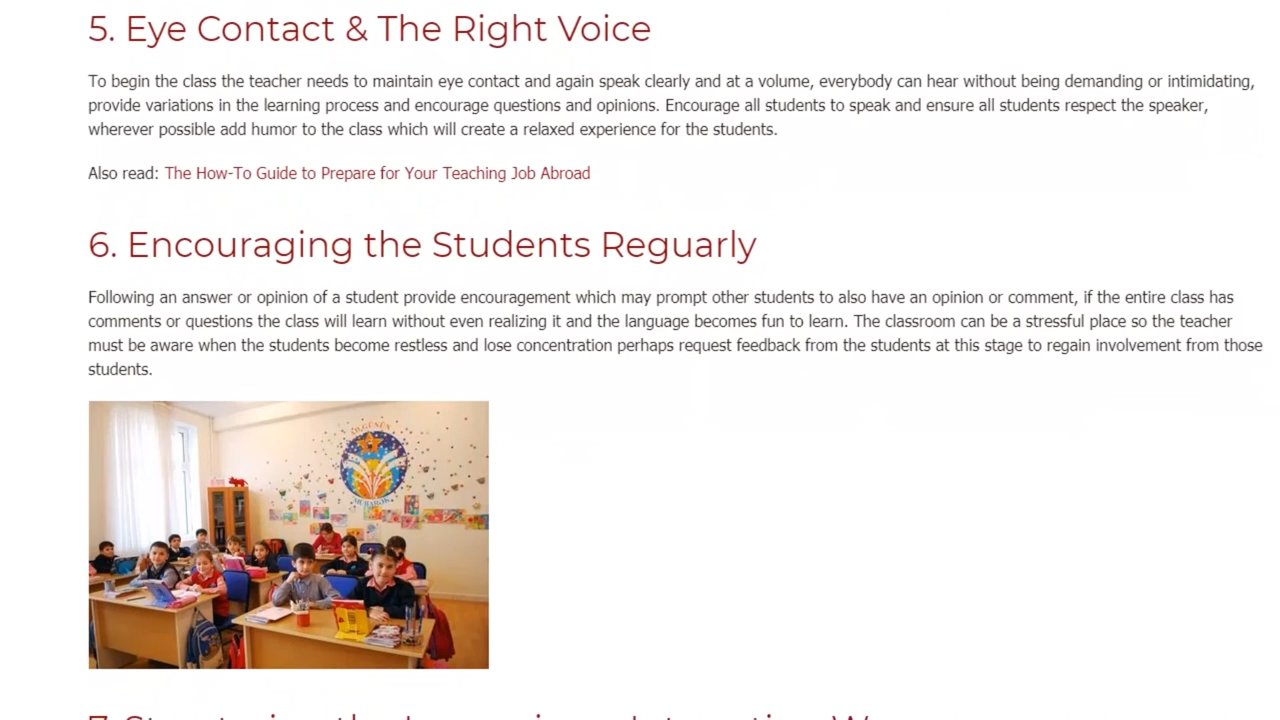 5. Eye Contact & The Right Voice
To begin the class the teacher needs to maintain eye contact and again speak clearly and at a volume, everybody can hear without being demanding or intimidating,
provide variations in the learning process and encourage questions and opinions. Encourage all students to speak and ensure all students respect the speaker,
wherever possible add humor to the class which will create a relaxed experience for the students.
Also read: The How-To Guide to Prepare for Your Teaching Job Abroad
6. Encouraging the Students Reguarly
Following an answer or opinion of a student provide encouragement which may prompt other students to also have an opinion or comment, if the entire class has
comments or questions the class will learn without even realizing it and the language becomes fun to learn. The classroom can be a stressful place so the teacher
must be aware when the students become restless and lose concentration perhaps request feedback from the students at this stage to regain involvement from those
students.